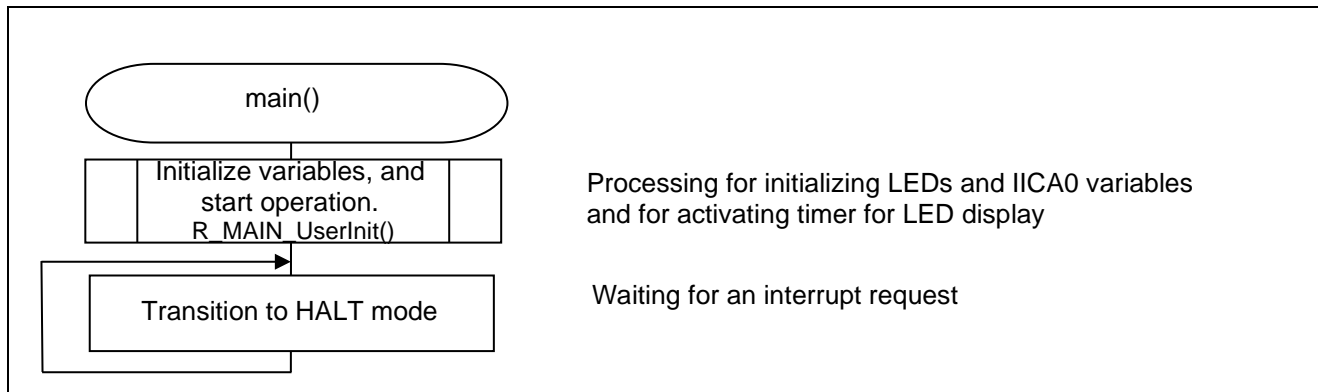 main()
Initialize variables, and
start operation.
R_MAIN_UserInit()
Processing for initializing LEDs and IICA0 variables
and for activating timer for LED display
Transition to HALT mode
Waiting for an interrupt request